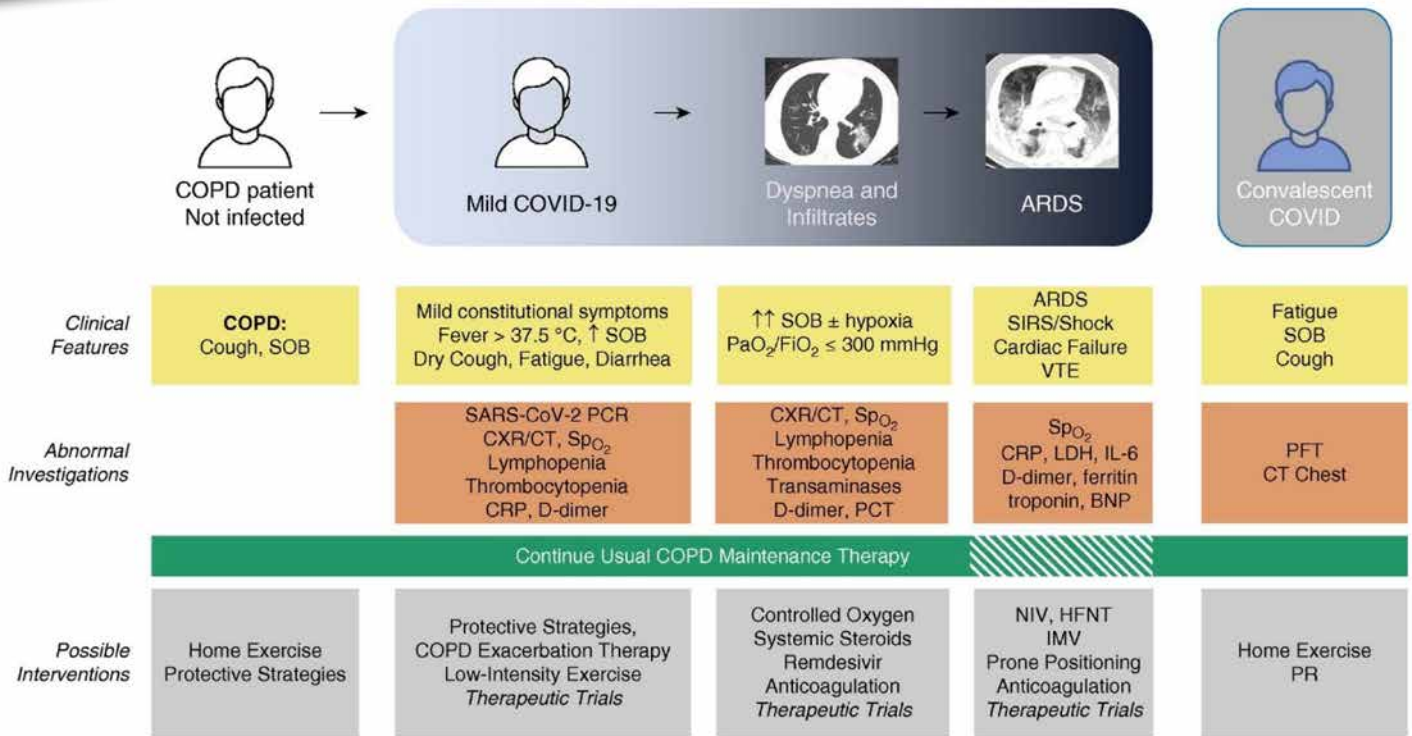 COPD patient
Not infected
Mild COVID-19
Dyspnea and
Infiltrates
ARDS
Convalescent
COVID
Clinical
Features
COPD:
Cough, SOB
Mild constitutional symptoms
Fever > 37.5 °C, ↑ SOB
Dry Cough, Fatigue, Diarrhea
↑↑ SOB ± hypoxia
PaO₂/FiO₂ ≤ 300 mmHg
ARDS
SIRS/Shock
Cardiac Failure
VTE
Fatigue
SOB
Cough
Abnormal
Investigations
SARS-CoV-2 PCR
CXR/CT, SpO₂
Lymphopenia
Thrombocytopenia
CRP, D-dimer
CXR/CT, SpO₂
Lymphopenia
Thrombocytopenia
Transaminases
D-dimer, PCT
SpO₂
CRP, LDH, IL-6
D-dimer, ferritin
troponin, BNP
PFT
CT Chest
Continue Usual COPD Maintenance Therapy
Possible
Interventions
Home Exercise
Protective Strategies
Protective Strategies,
COPD Exacerbation Therapy
Low-Intensity Exercise
Therapeutic Trials
Controlled Oxygen
Systemic Steroids
Remdesivir
Anticoagulation
Therapeutic Trials
NIV, HFNT
IMV
Prone Positioning
Anticoagulation
Therapeutic Trials
Home Exercise
PR